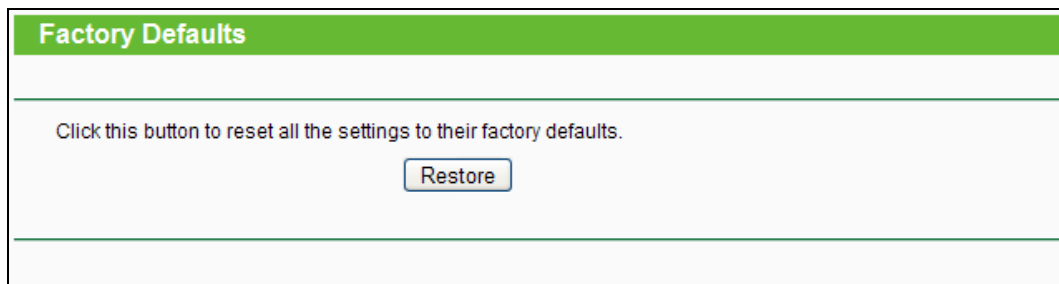 Factory Defaults
Click this button to reset all the settings to their factory defaults.
Restore